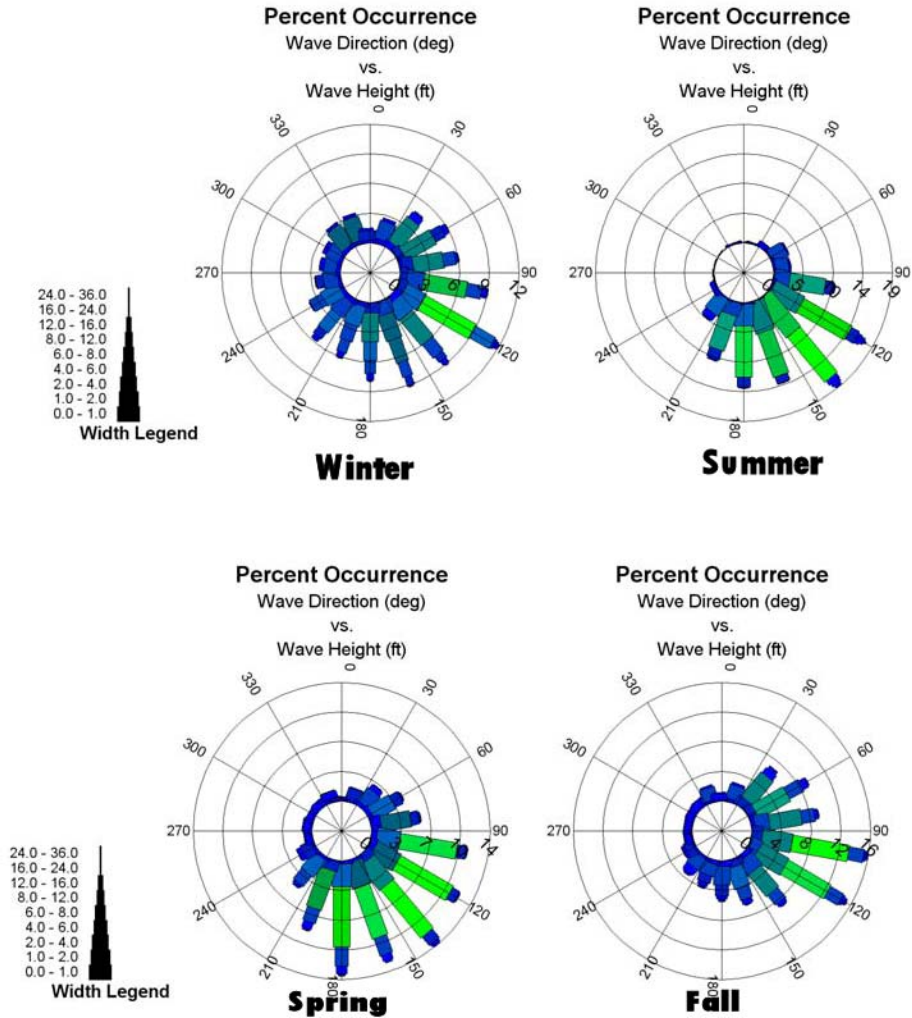 Percent Occurrence
Wave Direction (deg)
vs.
Wave Height (ft)
0
30
60
90
120
150
180
210
240
270
300
330
0 3 6 9 12
24.0 - 36.0
16.0 - 24.0
12.0 - 16.0
8.0 - 12.0
6.0 - 8.0
4.0 - 6.0
2.0 - 4.0
1.0 - 2.0
0.0 - 1.0
Width Legend
Winter
Percent Occurrence
Wave Direction (deg)
vs.
Wave Height (ft)
0
30
60
90
120
150
180
210
240
270
300
330
0 5 14 19
Summer
Percent Occurrence
Wave Direction (deg)
vs.
Wave Height (ft)
0
30
60
90
120
150
180
210
240
270
300
330
0 3 7 14
24.0 - 36.0
16.0 - 24.0
12.0 - 16.0
8.0 - 12.0
6.0 - 8.0
4.0 - 6.0
2.0 - 4.0
1.0 - 2.0
0.0 - 1.0
Width Legend
Spring
Percent Occurrence
Wave Direction (deg)
vs.
Wave Height (ft)
0
30
60
90
120
150
180
210
240
270
300
330
0 4 8 12 16
Fall